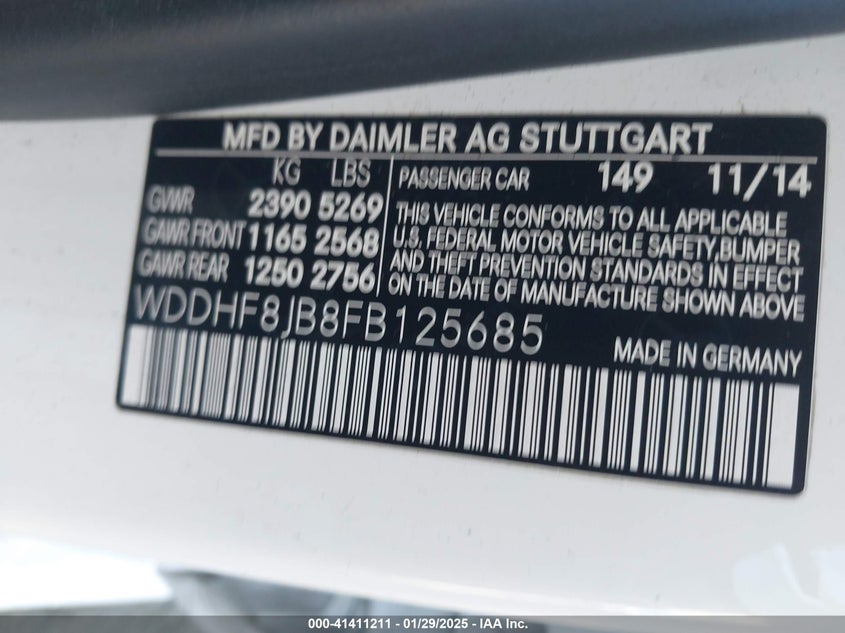 MFD BY DAIMLER AG STUTTGART
KG LBS
GVWR 2390 5269
GAWR FRONT 1165 2568
GAWR REAR 1250 2756
PASSENGER CAR 149 11/14
THIS VEHICLE CONFORMS TO ALL APPLICABLE
U.S. FEDERAL MOTOR VEHICLE SAFETY,BUMPER
AND THEFT PREVENTION STANDARDS IN EFFECT
ON THE DATE OF MANUFACTURE SHOWN ABOVE.
WDDHF8JB8FB125685
MADE IN GERMANY
000-41411211 - 01/29/2025 - IAA Inc.